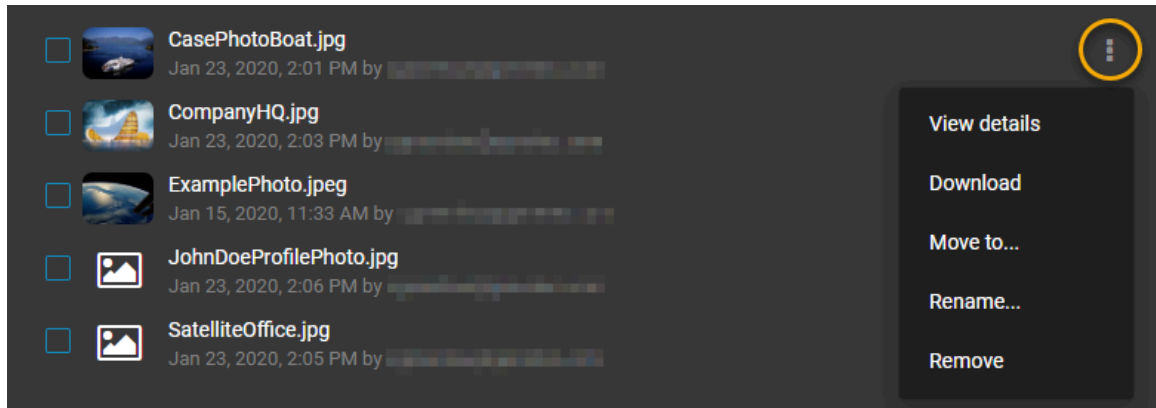 CasePhotoBoat.jpg
Jan 23, 2020, 2:01 PM by
CompanyHQ.jpg
Jan 23, 2020, 2:03 PM by
ExamplePhoto.jpeg
Jan 15, 2020, 11:33 AM by
JohnDoeProfilePhoto.jpg
Jan 23, 2020, 2:06 PM by
SatelliteOffice.jpg
Jan 23, 2020, 2:05 PM by
View details
Download
Move to...
Rename...
Remove